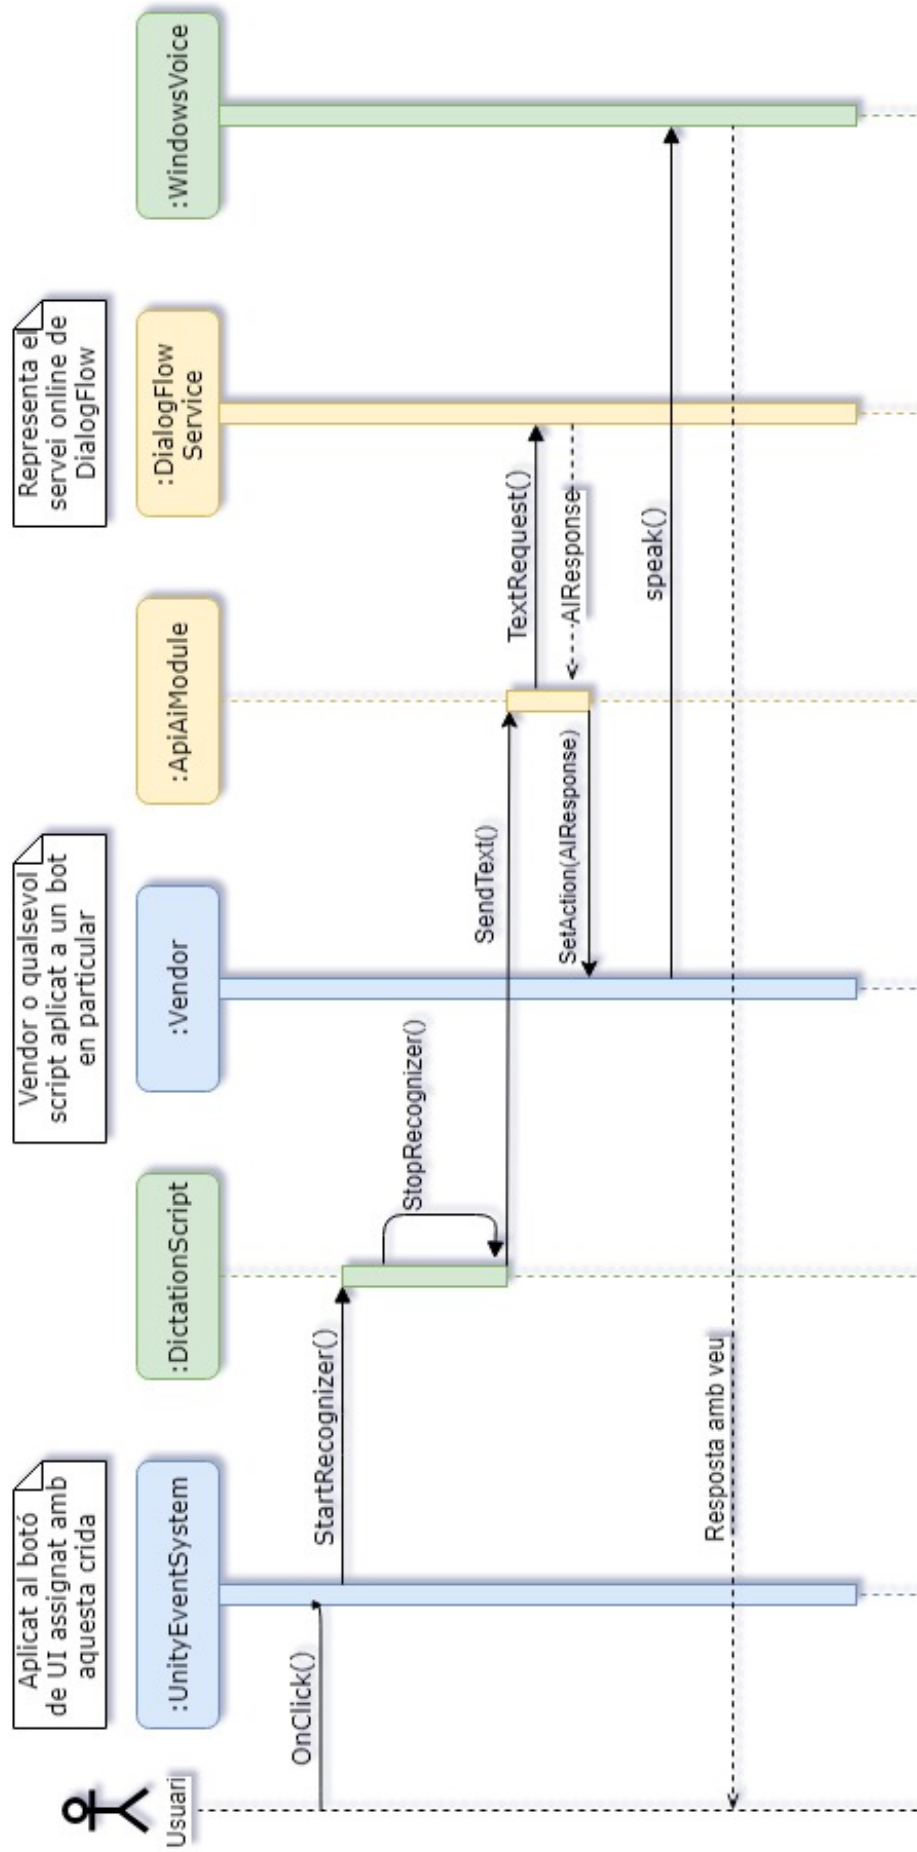 Aplicat al botó
de UI assignat amb
aquesta crida
Vendor o qualsevol
script aplicat a un bot
en particular
Representa el
servei online de
DialogFlow
Usuari
:UnityEventSystem
:DictationScript
:Vendor
:ApiAiModule
:DialogFlow
Service
:WindowsVoice
OnClick()
StartRecognizer()
StopRecognizer()
SendText()
TextRequest()
AIResponse
SetAction(AIResponse)
speak()
Resposta amb veu